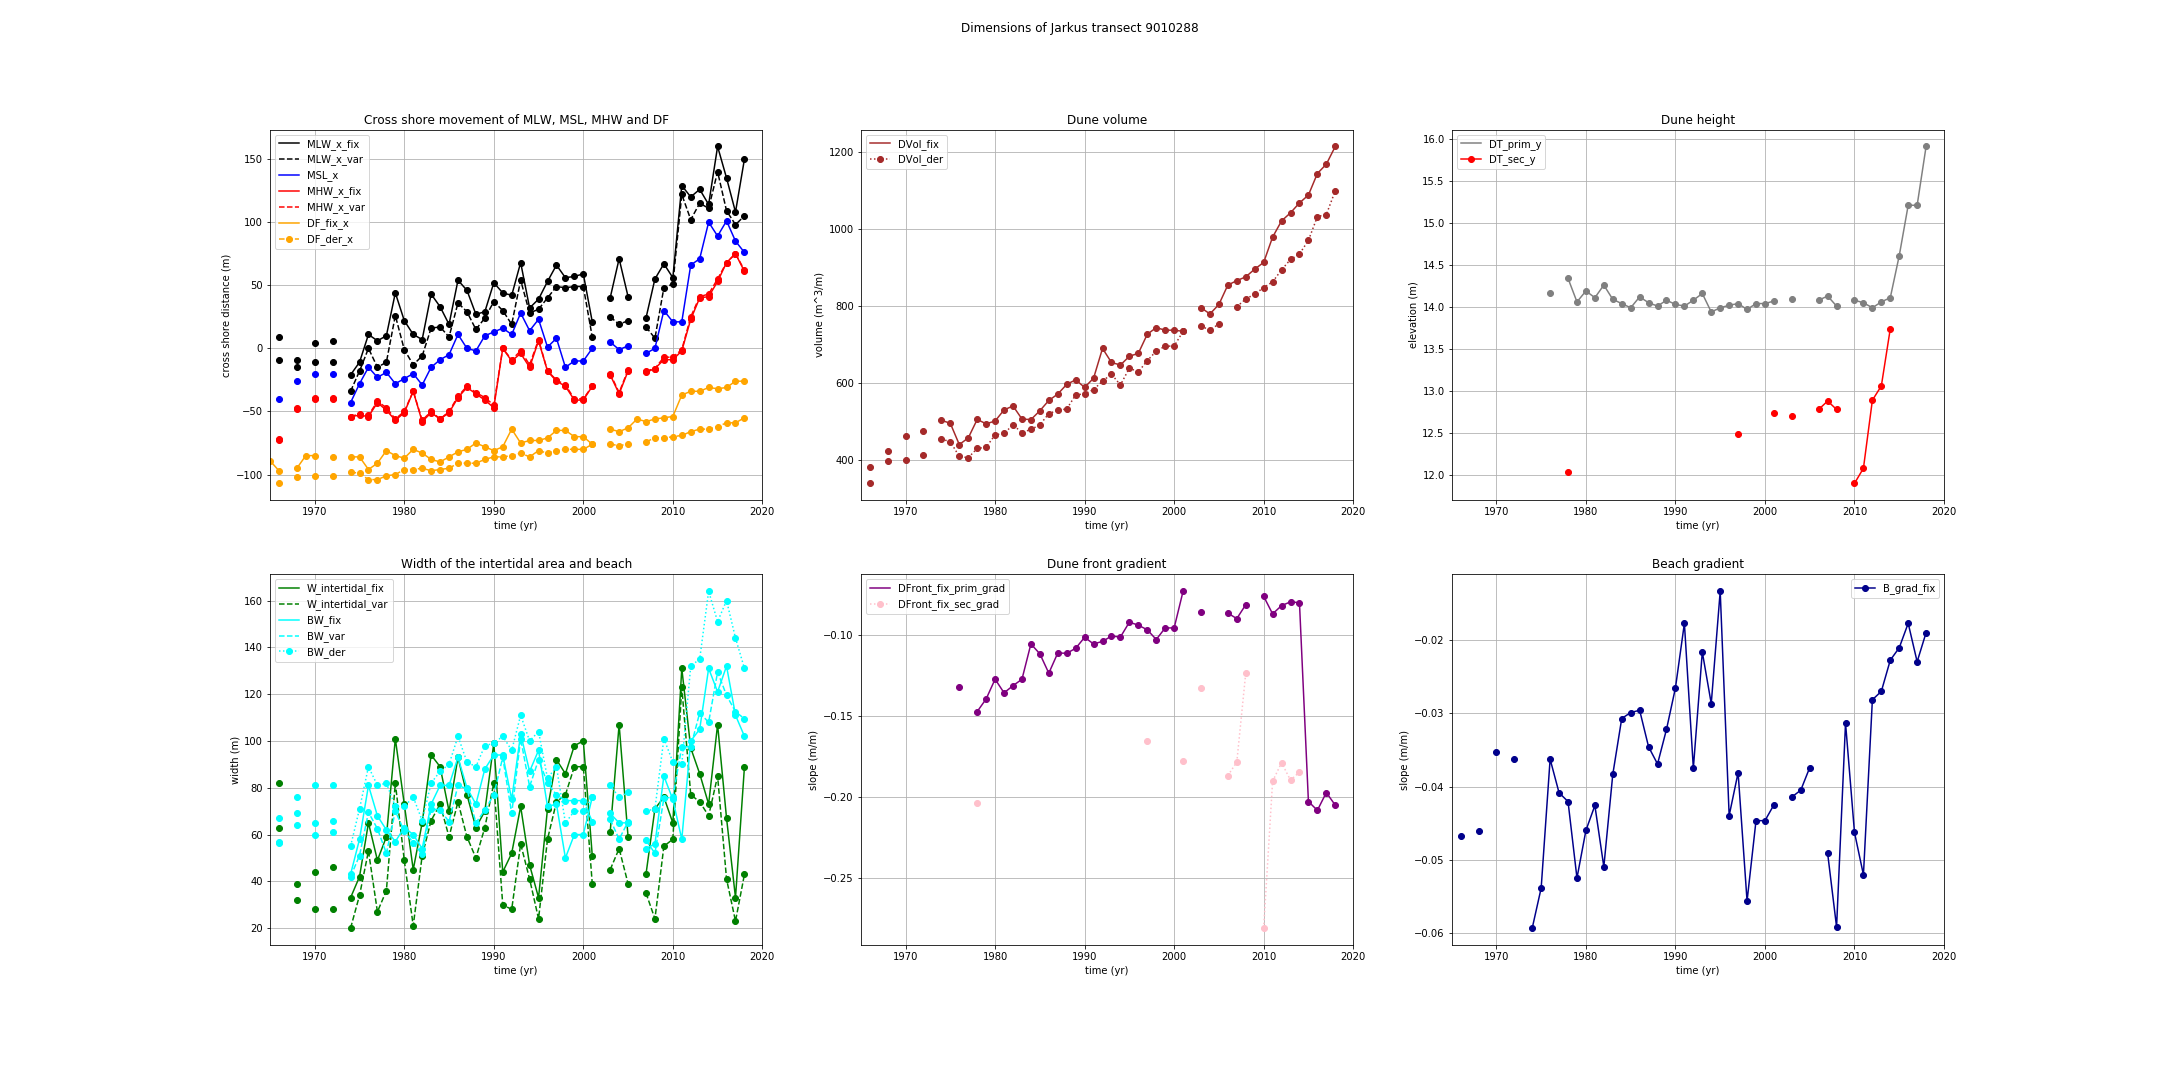 Dimensions of Jarkus transect 9010288
Cross shore movement of MLW, MSL, MHW and DF
MLW_x_fix
MLW_x_var
MSL_x
MHW_x_fix
MHW_x_var
DF_fix_x
DF_der_x
cross shore distance (m)
150
100
50
0
−50
−100
1970 1980 1990 2000 2010 2020
time (yr)
Dune volume
DVol_fix
DVol_der
volume (m^3/m)
1200
1000
800
600
400
1970 1980 1990 2000 2010 2020
time (yr)
Dune height
DT_prim_y
DT_sec_y
elevation (m)
16.0
15.5
15.0
14.5
14.0
13.5
13.0
12.5
12.0
1970 1980 1990 2000 2010 2020
time (yr)
Width of the intertidal area and beach
W_intertidal_fix
W_intertidal_var
BW_fix
BW_var
BW_der
width (m)
160
140
120
100
80
60
40
20
1970 1980 1990 2000 2010 2020
time (yr)
Dune front gradient
DFront_fix_prim_grad
DFront_fix_sec_grad
slope (m/m)
−0.10
−0.15
−0.20
−0.25
1970 1980 1990 2000 2010 2020
time (yr)
Beach gradient
B_grad_fix
slope (m/m)
−0.02
−0.03
−0.04
−0.05
−0.06
1970 1980 1990 2000 2010 2020
time (yr)